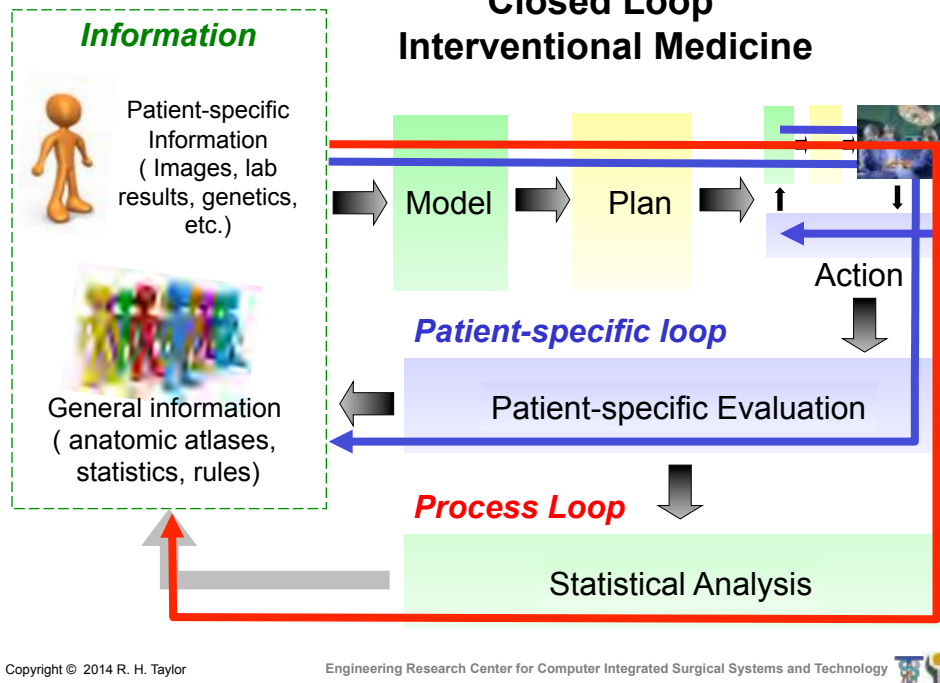 Closed Loop
Interventional Medicine
Information
Patient-specific
Information
( Images, lab
results, genetics,
etc.)
Model
Plan
Action
Patient-specific loop
General information
( anatomic atlases,
statistics, rules)
Patient-specific Evaluation
Process Loop
Statistical Analysis
Copyright © 2014 R. H. Taylor
Engineering Research Center for Computer Integrated Surgical Systems and Technology